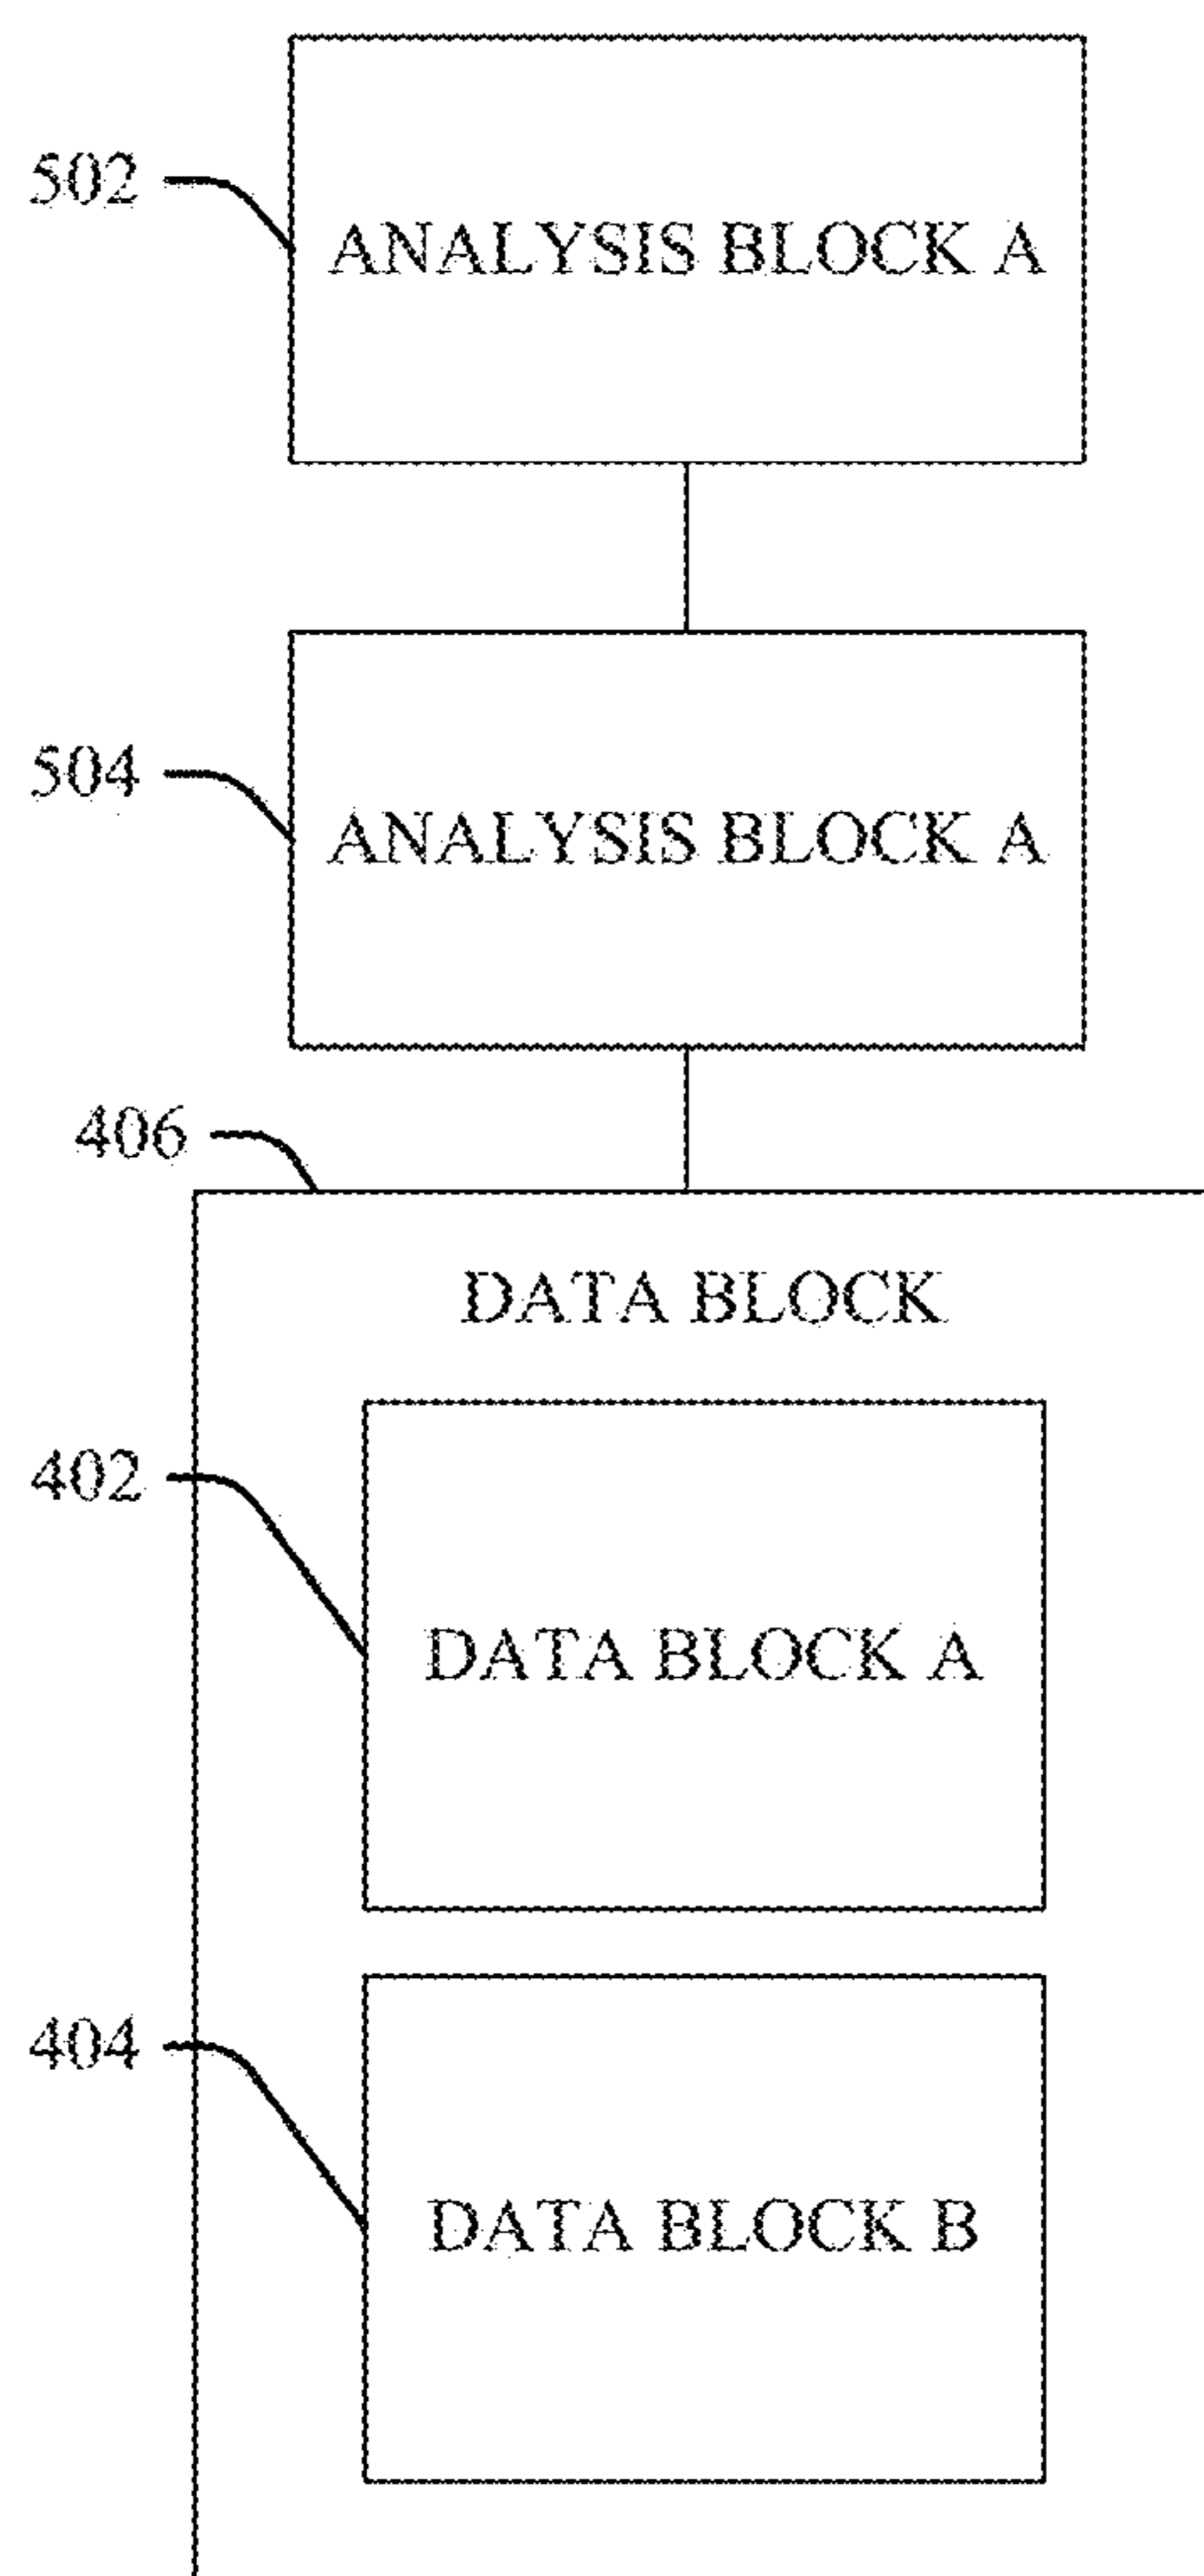 502
ANALYSIS BLOCK A
504
ANALYSIS BLOCK A
406
DATA BLOCK
402
DATA BLOCK A
404
DATA BLOCK B